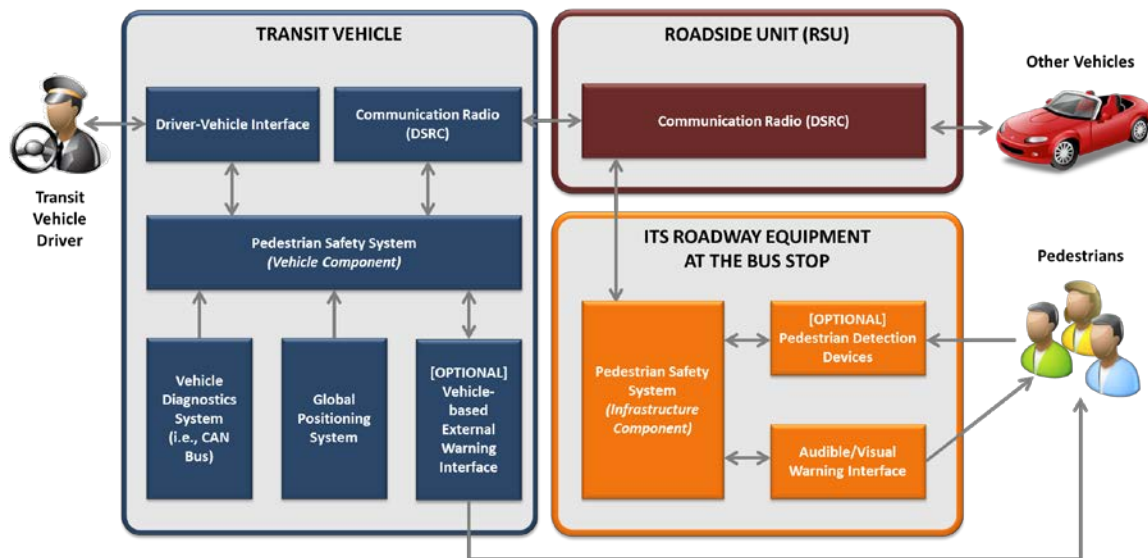 TRANSIT VEHICLE
Driver-Vehicle Interface
Communication Radio
(DSRC)
Pedestrian Safety System
(Vehicle Component)
Vehicle
Diagnostics
System
(i.e., CAN
Bus)
Global
Positioning
System
[OPTIONAL]
Vehicle-
based
External
Warning
Interface
Transit
Vehicle
Driver
ROADSIDE UNIT (RSU)
Communication Radio (DSRC)
Other Vehicles
ITS ROADWAY EQUIPMENT
AT THE BUS STOP
Pedestrian Safety
System
(Infrastructure
Component)
[OPTIONAL]
Pedestrian Detection
Devices
Audible/Visual
Warning Interface
Pedestrians